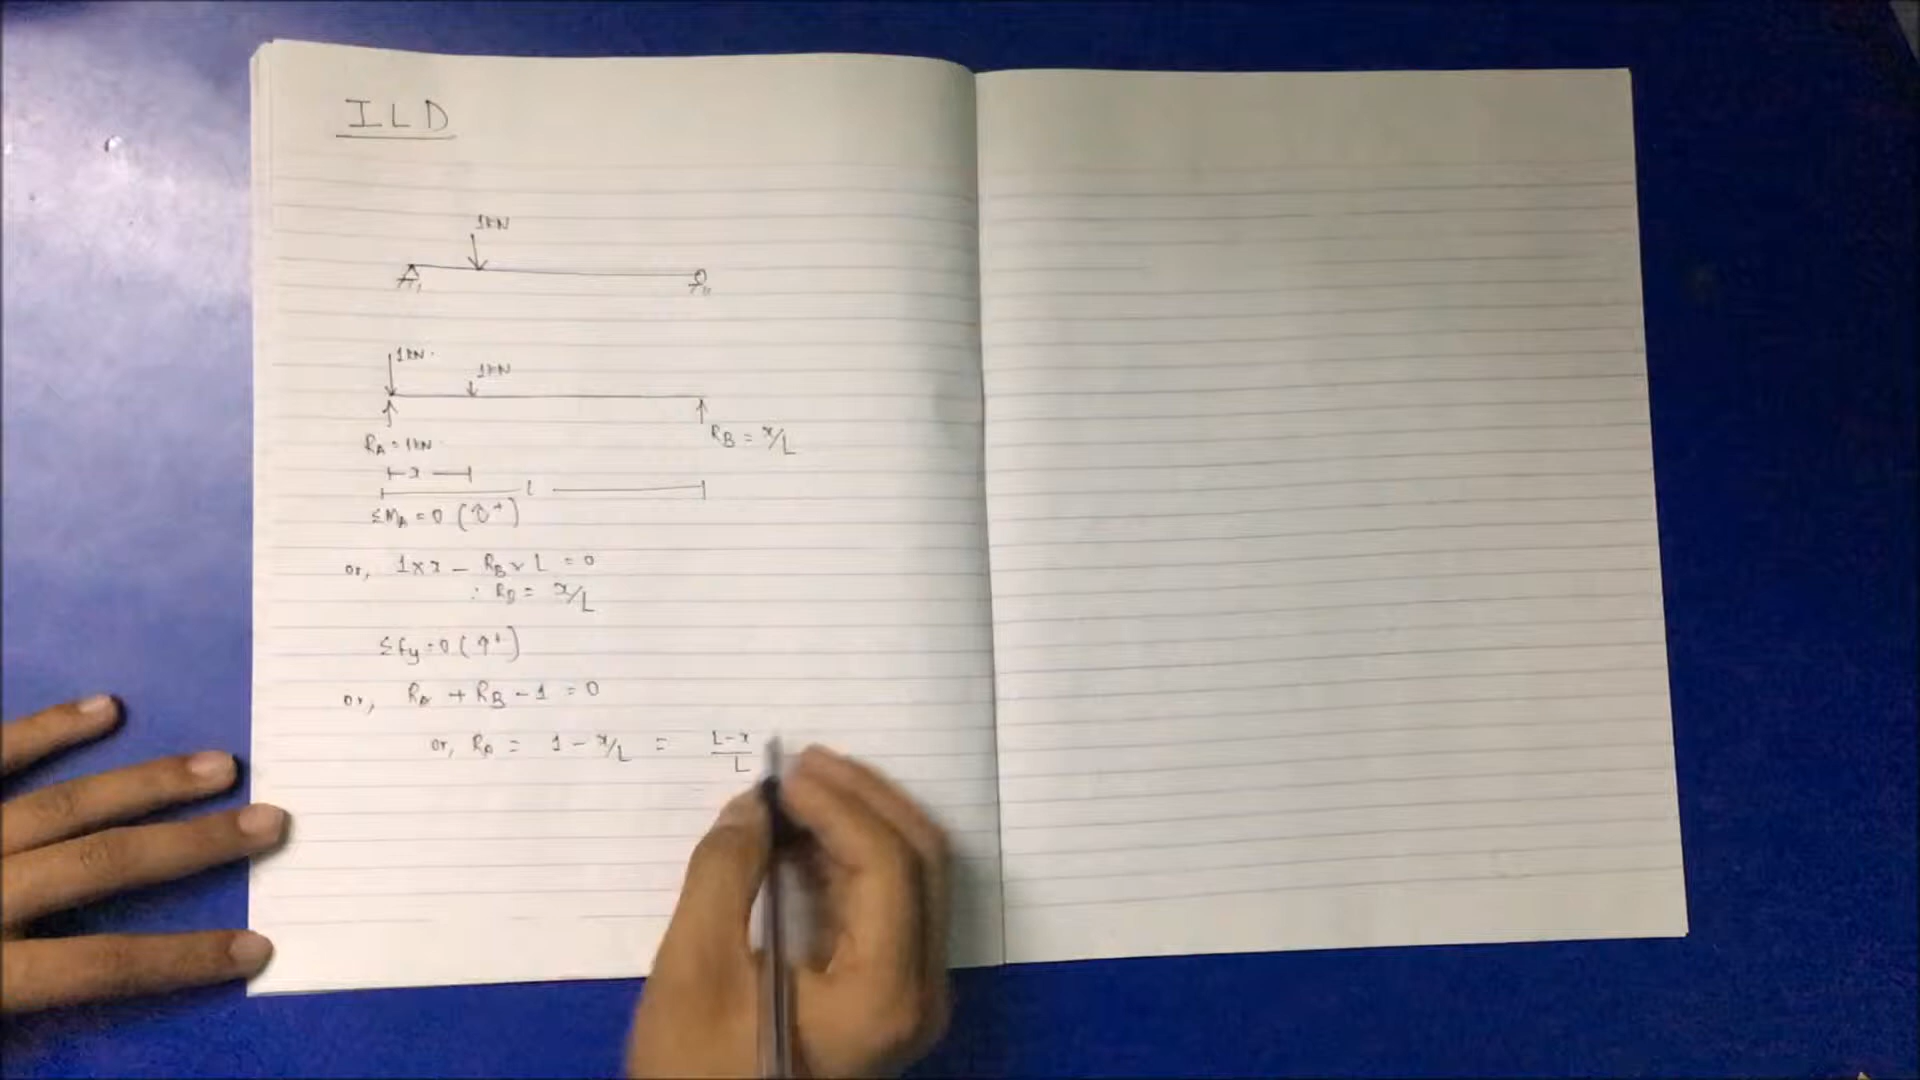 ILD
1kN
1kN.
1kN
RA = 1kN
RB = x/L
x
L
ΣMA = 0 (↻+)
or, 1 × x - RB × L = 0
∴ RB = x/L
Σfy = 0 (↑+)
or, RA + RB - 1 = 0
or, RA = 1 - x/L = L-x/L